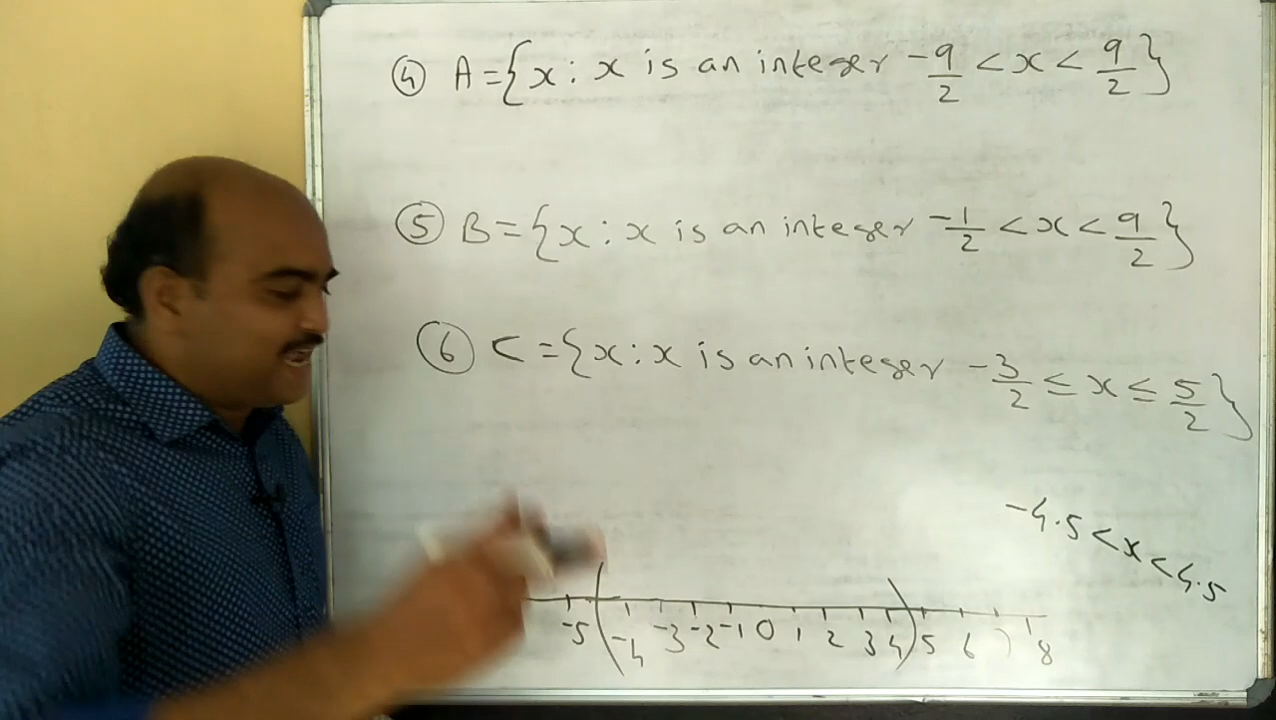 ④ A={x : x is an integer -9/2 < x < 9/2}
⑤ B={x : x is an integer -1/2 < x < 9/2}
⑥ C={x : x is an integer -3/2 ≤ x ≤ 5/2}
-4.5 < x < 4.5
-5 ( -4 -3 -2 -1 0 1 2 3 4 ) 5 6 7 8